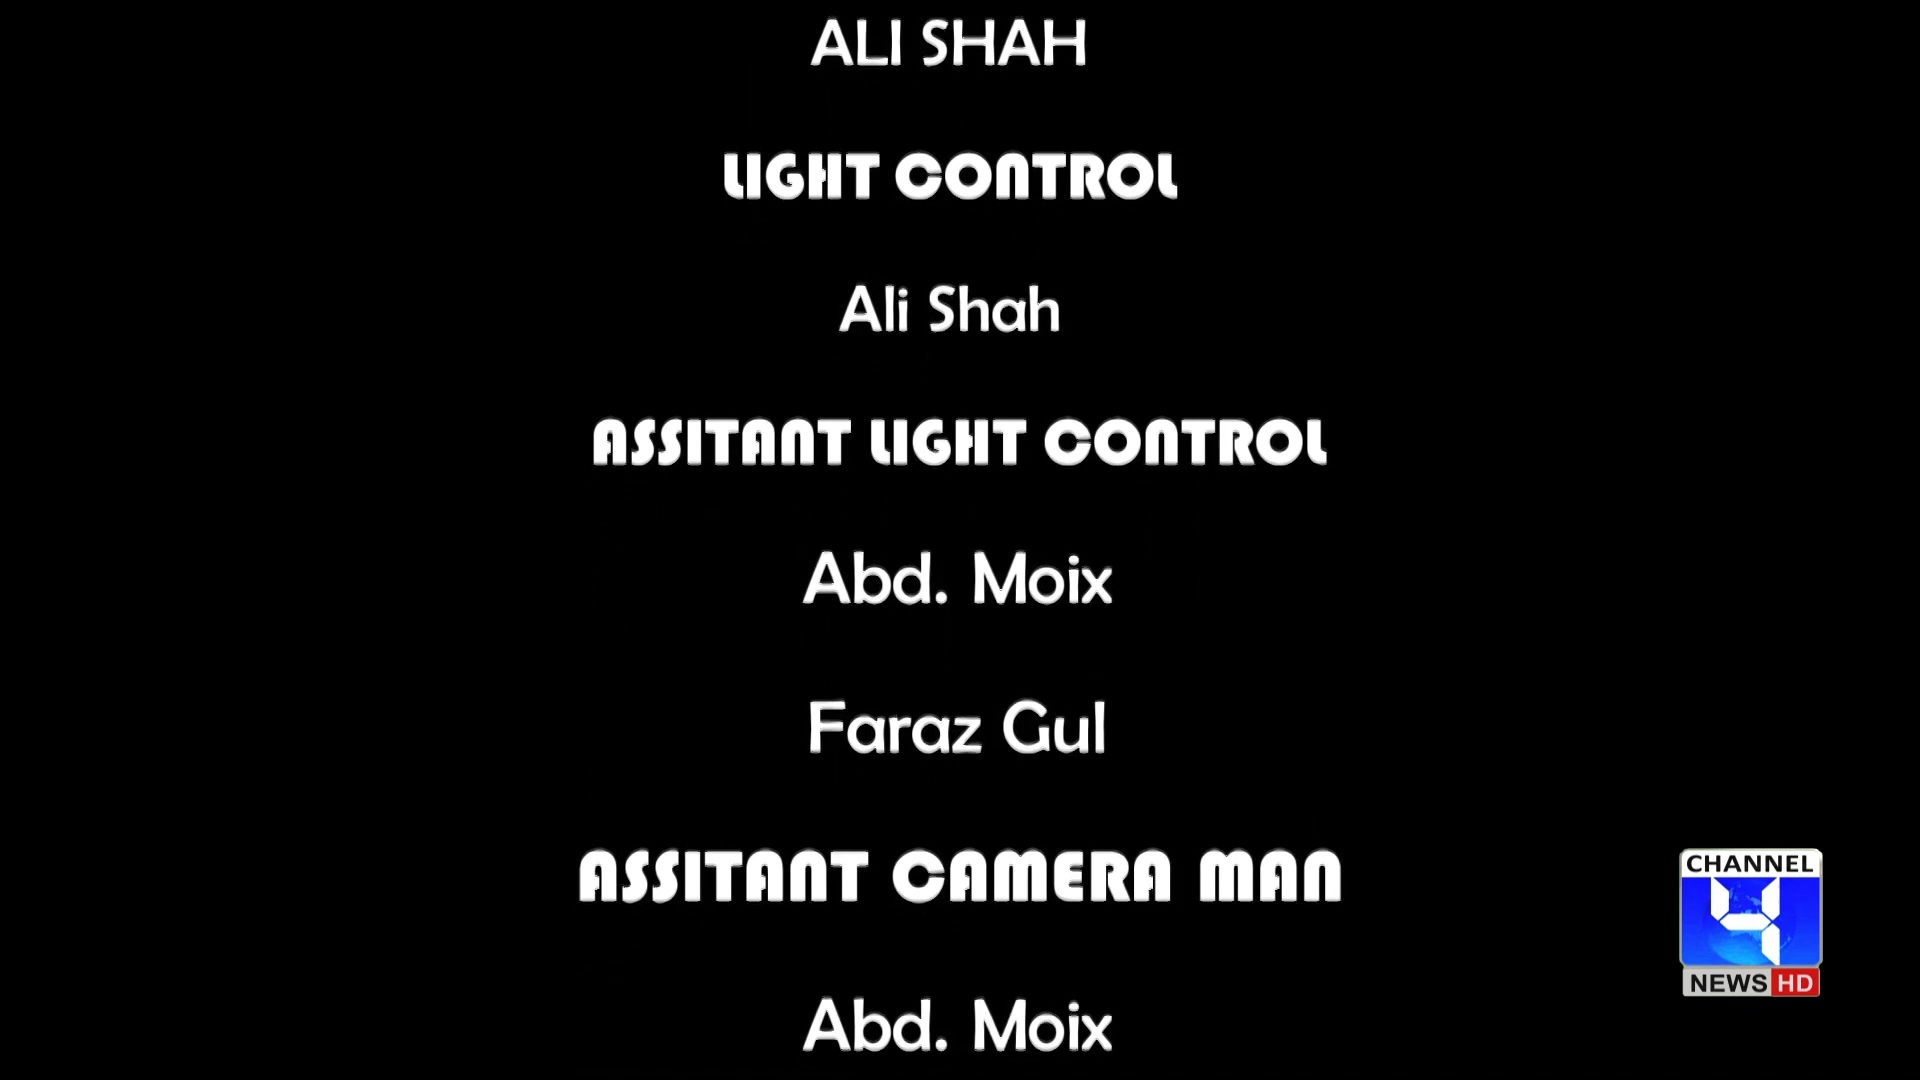 ALI SHAH
LIGHT CONTROL
Ali Shah
ASSITANT LIGHT CONTROL
Abd. Moix
Faraz Gul
ASSITANT CAMERA MAN
Abd. Moix
CHANNEL
4
NEWS HD